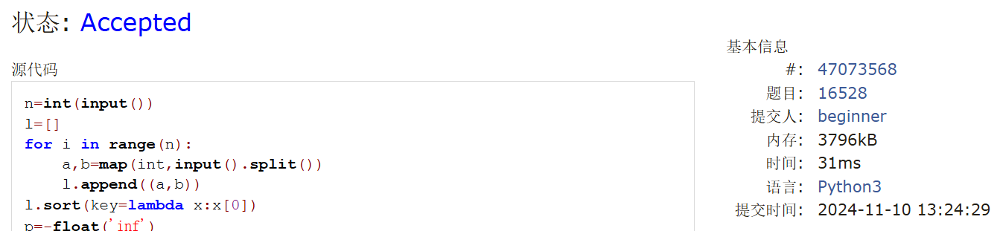 状态: Accepted
源代码
n=int(input())
l=[]
for i in range(n):
    a,b=map(int,input().split())
    l.append((a,b))
l.sort(key=lambda x:x[0])
p=-float('inf')
基本信息
#: 47073568
题目: 16528
提交人: beginner
内存: 3796kB
时间: 31ms
语言: Python3
提交时间: 2024-11-10 13:24:29